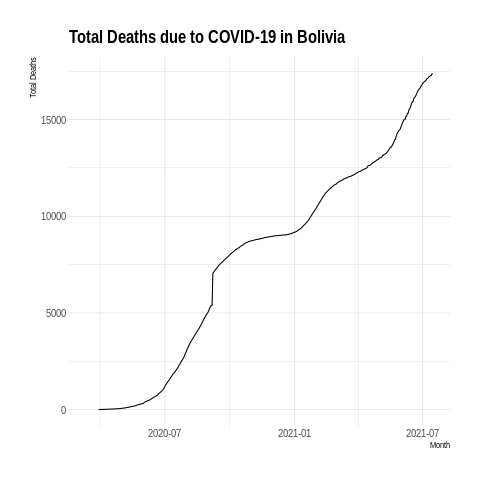 Total Deaths due to COVID-19 in Bolivia
Total Deaths
15000
10000
5000
0
2020-07
2021-01
2021-07
Month